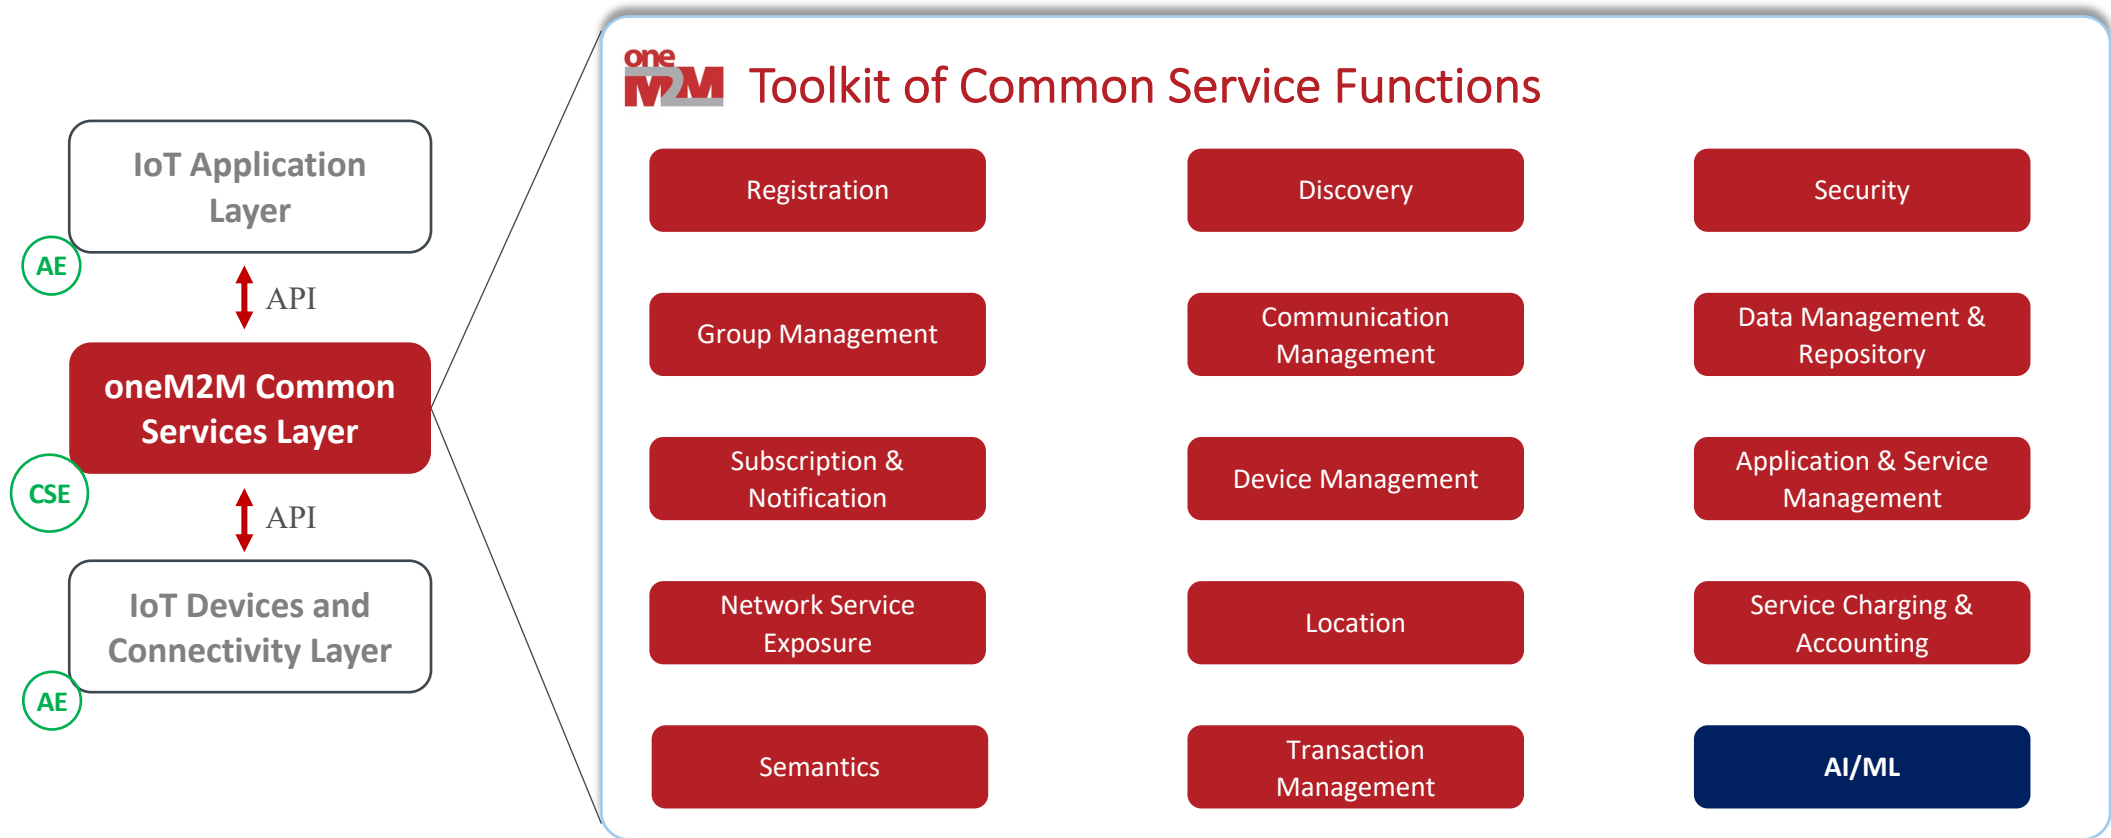 one
M2M
Toolkit of Common Service Functions
IoT Application
Layer
AE
API
oneM2M Common
Services Layer
CSE
API
IoT Devices and
Connectivity Layer
AE
Registration
Discovery
Security
Group Management
Communication
Management
Data Management &
Repository
Subscription &
Notification
Device Management
Application & Service
Management
Network Service
Exposure
Location
Service Charging &
Accounting
Semantics
Transaction
Management
AI/ML